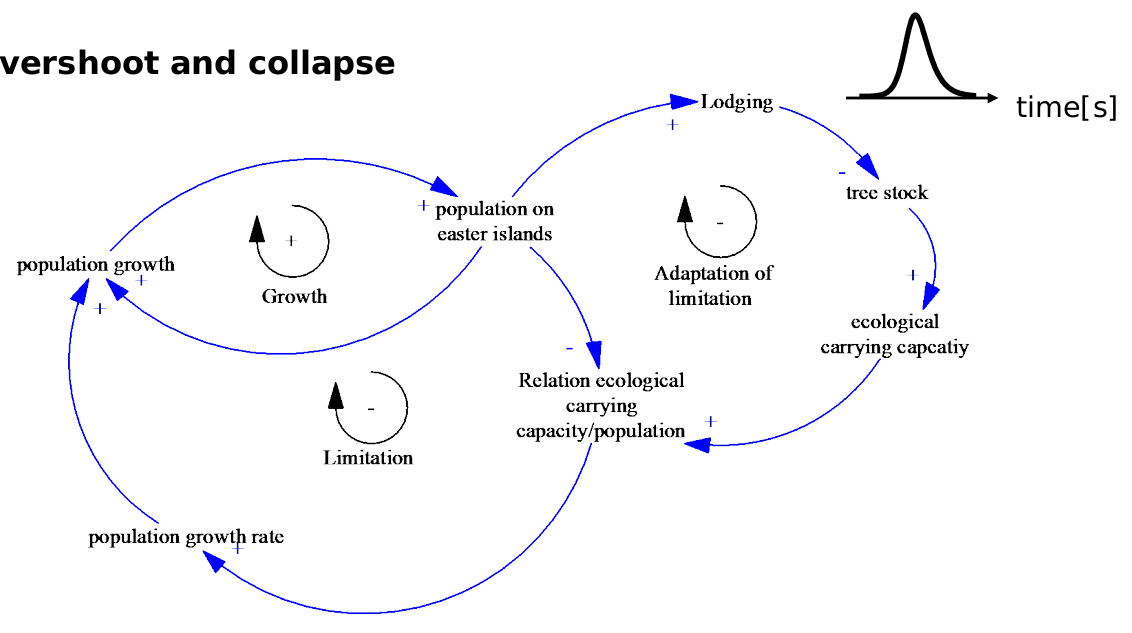 vershoot and collapse
time[s]
Lodging
+
-
tree stock
+ population on
easter islands
-
+
Adaptation of
limitation
+
population growth
+
+
Growth
ecological
carrying capcatiy
-
Relation ecological
carrying
capacity/population
+
-
Limitation
population growth rate
+